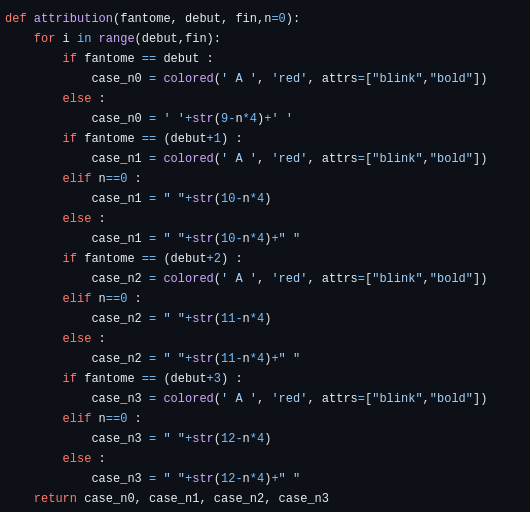 def attribution(fantome, debut, fin,n=0):
    for i in range(debut,fin):
        if fantome == debut :
            case_n0 = colored(' A ', 'red', attrs=["blink","bold"])
        else :
            case_n0 = ' '+str(9-n*4)+' '
        if fantome == (debut+1) :
            case_n1 = colored(' A ', 'red', attrs=["blink","bold"])
        elif n==0 :
            case_n1 = " "+str(10-n*4)
        else :
            case_n1 = " "+str(10-n*4)+" "
        if fantome == (debut+2) :
            case_n2 = colored(' A ', 'red', attrs=["blink","bold"])
        elif n==0 :
            case_n2 = " "+str(11-n*4)
        else :
            case_n2 = " "+str(11-n*4)+" "
        if fantome == (debut+3) :
            case_n3 = colored(' A ', 'red', attrs=["blink","bold"])
        elif n==0 :
            case_n3 = " "+str(12-n*4)
        else :
            case_n3 = " "+str(12-n*4)+" "
    return case_n0, case_n1, case_n2, case_n3